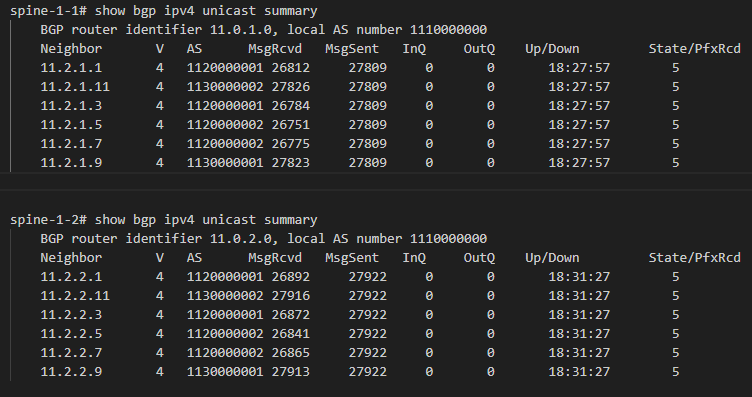 spine-1-1# show bgp ipv4 unicast summary
BGP router identifier 11.0.1.0, local AS number 1110000000
Neighbor V AS MsgRcvd MsgSent InQ OutQ Up/Down State/PfxRcd
11.2.1.1 4 1120000001 26812 27809 0 0 18:27:57 5
11.2.1.11 4 1130000002 27826 27809 0 0 18:27:57 5
11.2.1.3 4 1120000001 26784 27809 0 0 18:27:57 5
11.2.1.5 4 1120000002 26751 27809 0 0 18:27:57 5
11.2.1.7 4 1120000002 26775 27809 0 0 18:27:57 5
11.2.1.9 4 1130000001 27823 27809 0 0 18:27:57 5
spine-1-2# show bgp ipv4 unicast summary
BGP router identifier 11.0.2.0, local AS number 1110000000
Neighbor V AS MsgRcvd MsgSent InQ OutQ Up/Down State/PfxRcd
11.2.2.1 4 1120000001 26892 27922 0 0 18:31:27 5
11.2.2.11 4 1130000002 27916 27922 0 0 18:31:27 5
11.2.2.3 4 1120000001 26872 27922 0 0 18:31:27 5
11.2.2.5 4 1120000002 26841 27922 0 0 18:31:27 5
11.2.2.7 4 1120000002 26865 27922 0 0 18:31:27 5
11.2.2.9 4 1130000001 27913 27922 0 0 18:31:27 5